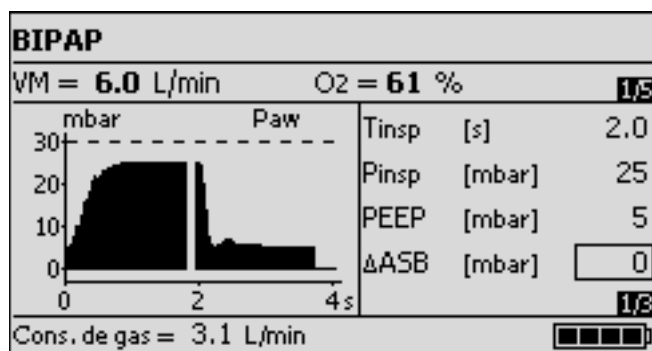 BIPAP
VM = 6.0 L/min O2 = 61 %
1/5
mbar Paw
30
20
10
0
0 2 4 s
Tinsp [s] 2.0
Pinsp [mbar] 25
PEEP [mbar] 5
ΔASB [mbar] 0
1/3
Cons. de gas = 3.1 L/min